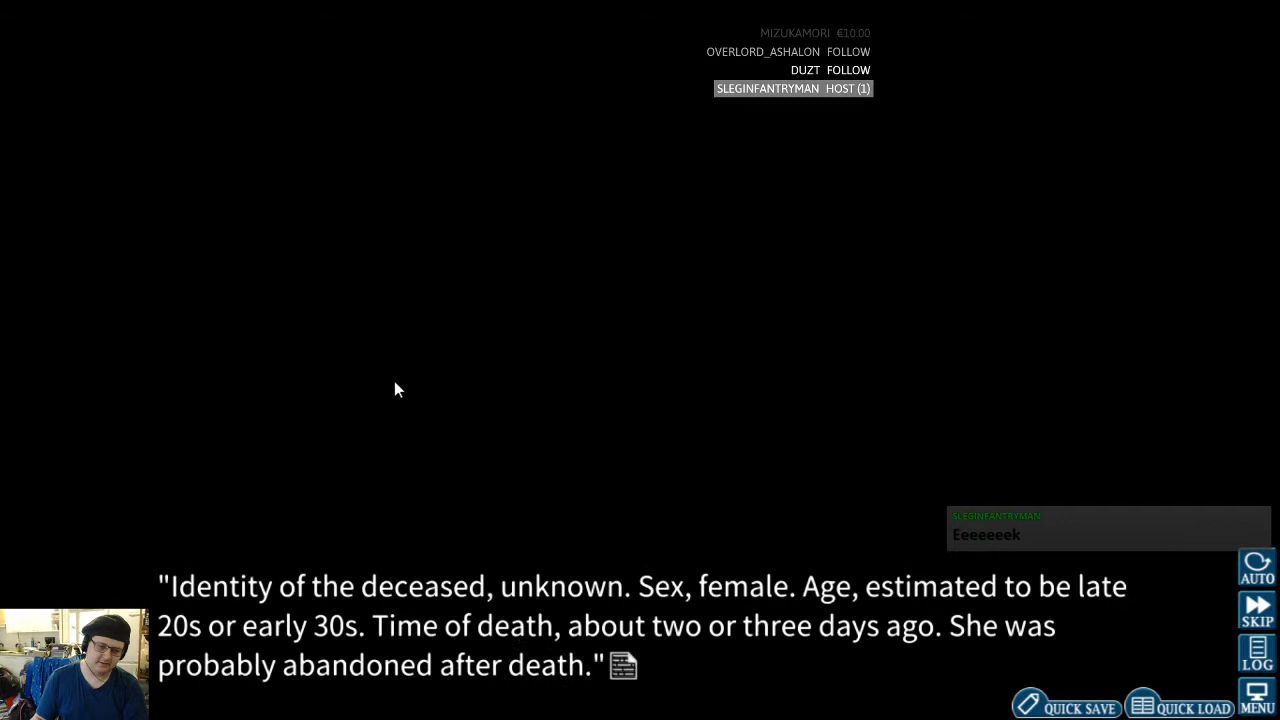 MIZUKAMORI €10.00
OVERLORD_ASHALON FOLLOW
DUZT FOLLOW
SLEGINFANTRYMAN HOST (1)
SLEGINFANTRYMAN
Eeeeeeek
"Identity of the deceased, unknown. Sex, female. Age, estimated to be late
20s or early 30s. Time of death, about two or three days ago. She was
probably abandoned after death."
AUTO
SKIP
LOG
MENU
QUICK SAVE
QUICK LOAD